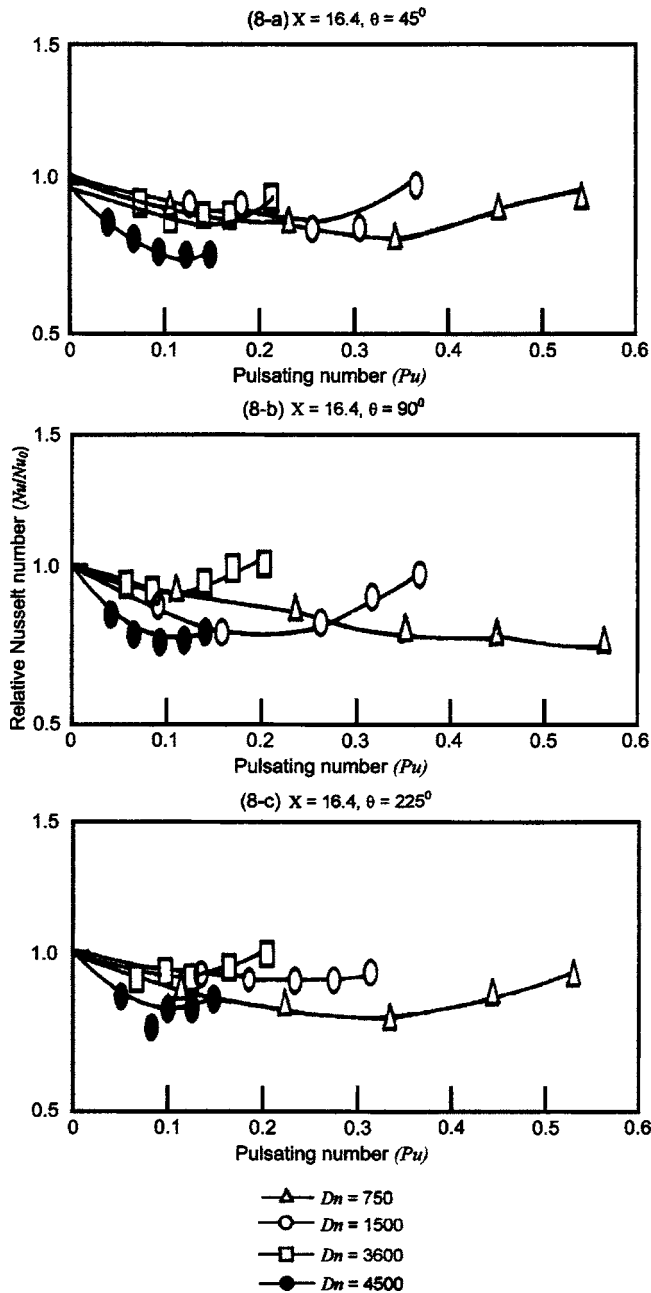 (8-a) X = 16.4, θ = 45⁰
1.5
1.0
0.5
0 0.1 0.2 0.3 0.4 0.5 0.6
Pulsating number (Pu)
(8-b) X = 16.4, θ = 90⁰
Relative Nusselt number (Nu/Nu₀)
1.5
1.0
0.5
0 0.1 0.2 0.3 0.4 0.5 0.6
Pulsating number (Pu)
(8-c) X = 16.4, θ = 225⁰
1.5
1.0
0.5
0 0.1 0.2 0.3 0.4 0.5 0.6
Pulsating number (Pu)
Dn = 750
Dn = 1500
Dn = 3600
Dn = 4500